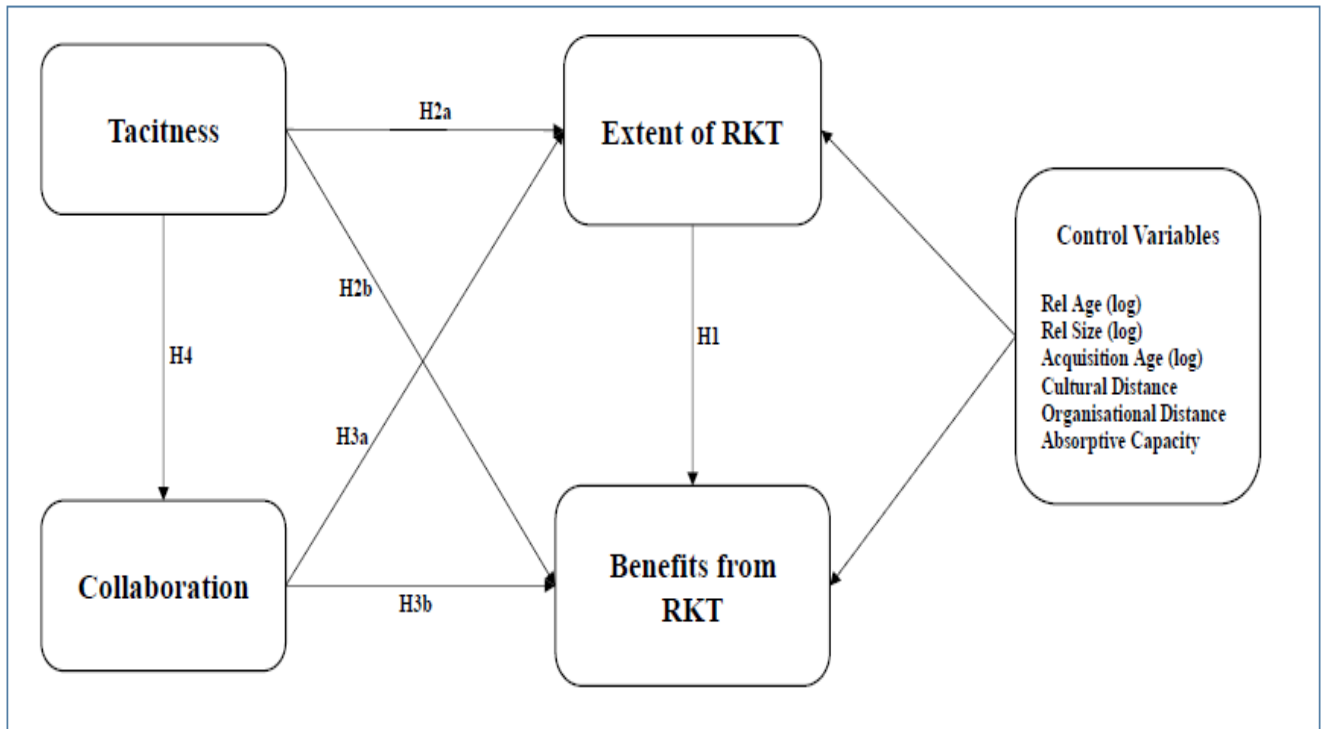 Tacitness
H2a
Extent of RKT
Control Variables
Rel Age (log)
Rel Size (log)
Acquisition Age (log)
Cultural Distance
Organisational Distance
Absorptive Capacity
H2b
H1
H4
H3a
Collaboration
H3b
Benefits from
RKT